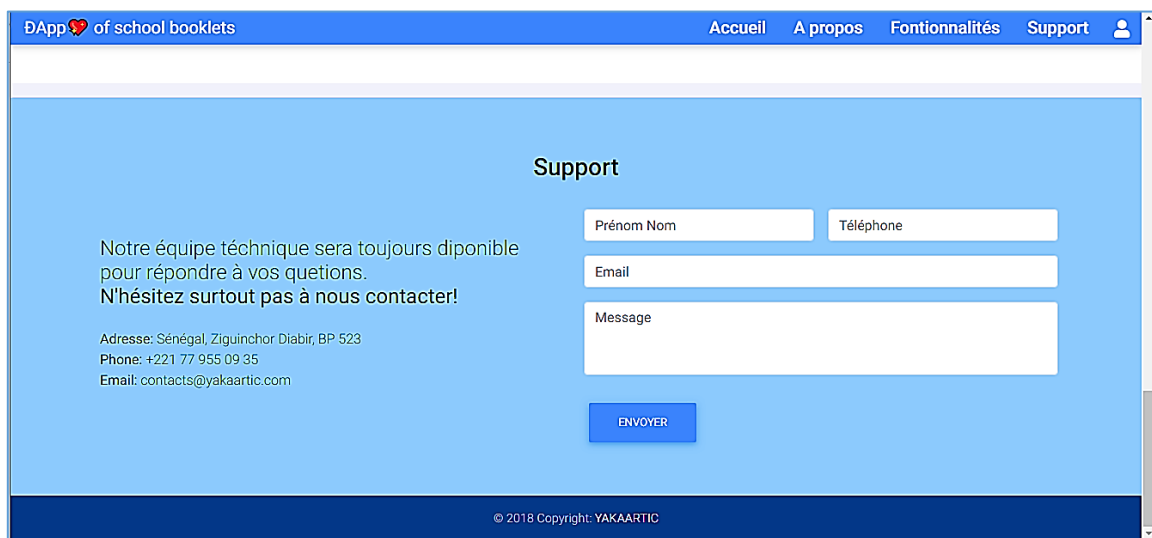 ÐApp💖 of school booklets
Accueil A propos Fontionnalités Support
Support
Notre équipe téchnique sera toujours diponible
pour répondre à vos quetions.
N'hésitez surtout pas à nous contacter!
Adresse: Sénégal, Ziguinchor Diabir, BP 523
Phone: +221 77 955 09 35
Email: contacts@yakaartic.com
Prénom Nom
Téléphone
Email
Message
ENVOYER
© 2018 Copyright: YAKAARTIC